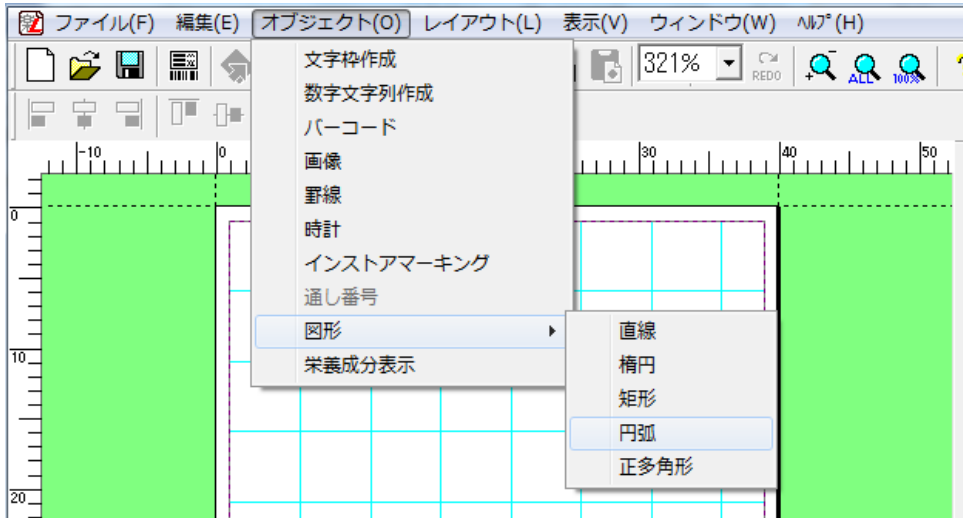 ファイル(F) 編集(E) オブジェクト(O) レイアウト(L) 表示(V) ウィンドウ(W) ﾍﾙﾌﾟ(H)
321% REDO ALL 100%
文字枠作成
数字文字列作成
バーコード
画像
罫線
時計
インストアマーキング
通し番号
図形
栄養成分表示
直線
楕円
矩形
円弧
正多角形
-10 0 30 40 50
0
10
20